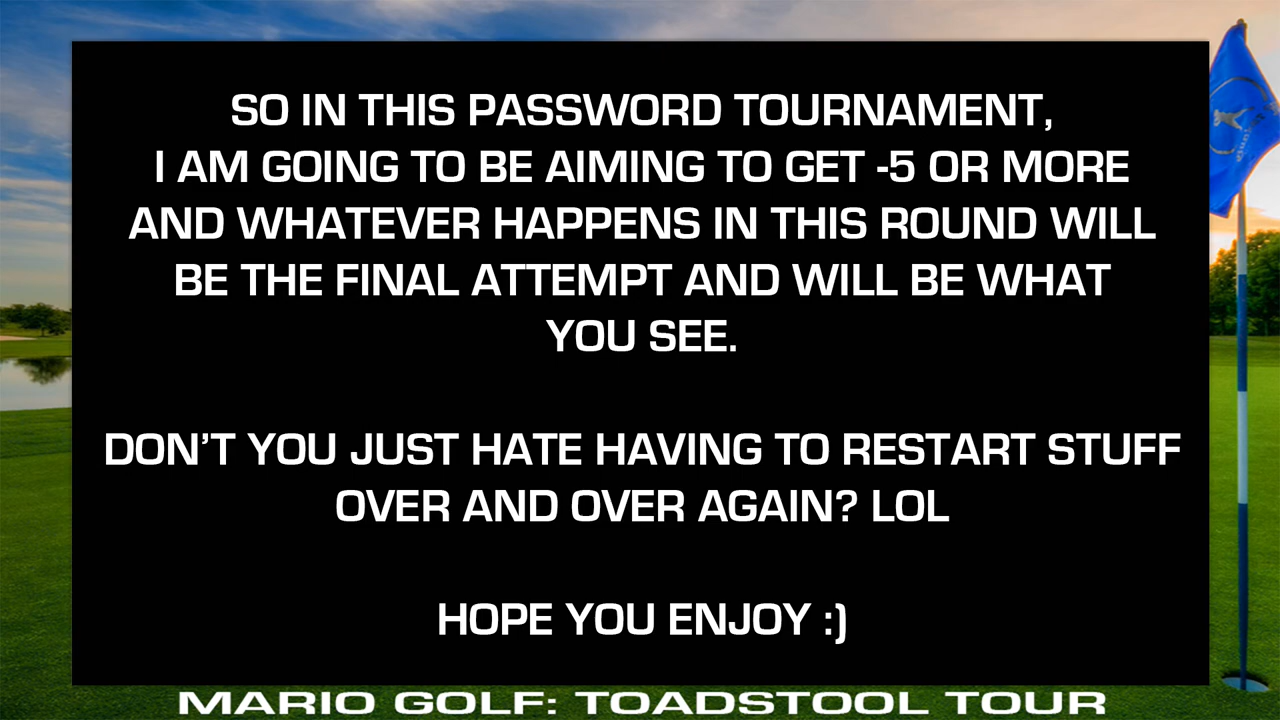 SO IN THIS PASSWORD TOURNAMENT,
I AM GOING TO BE AIMING TO GET -5 OR MORE
AND WHATEVER HAPPENS IN THIS ROUND WILL
BE THE FINAL ATTEMPT AND WILL BE WHAT
YOU SEE.
DON’T YOU JUST HATE HAVING TO RESTART STUFF
OVER AND OVER AGAIN? LOL
HOPE YOU ENJOY :)
MARIO GOLF: TOADSTOOL TOUR